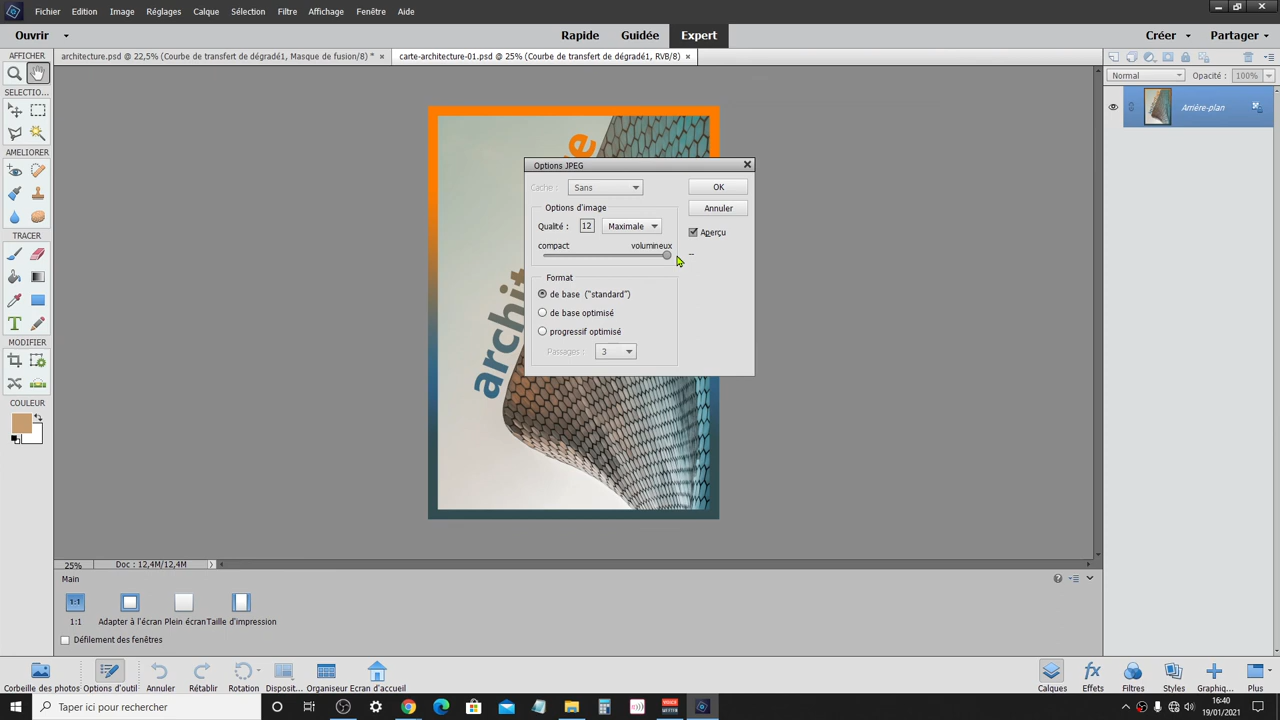 Fichier Edition Image Réglages Calque Sélection Filtre Affichage Fenêtre Aide
Ouvrir Rapide Guidée Expert Créer Partager
AFFICHER architecture.psd @ 22,5% (Courbe de transfert de dégradé1, Masque de fusion/8) * × carte-architecture-01.psd @ 25% (Courbe de transfert de dégradé1, RVB/8) ×
Normal Opacité : 100%
SELECTIO...
Arrière-plan
AMELIORER
TRACER
MODIFIER
COULEUR
Options JPEG
Cache : Sans OK
Options d'image Annuler
Qualité : 12 Maximale Aperçu
compact volumineux
--
Format
de base ("standard")
de base optimisé
progressif optimisé
Passages : 3
archit
e
25% Doc : 12,4M/12,4M
Main
1:1
1:1 Adapter à l'écran Plein écran Taille d'impression
Défilement des fenêtres
Corbeille des photos Options d'outil Annuler Rétablir Rotation Disposit... Organiseur Ecran d'accueil Calques Effets Filtres Styles Graphiq... Plus
Taper ici pour rechercher
16:40
19/01/2021